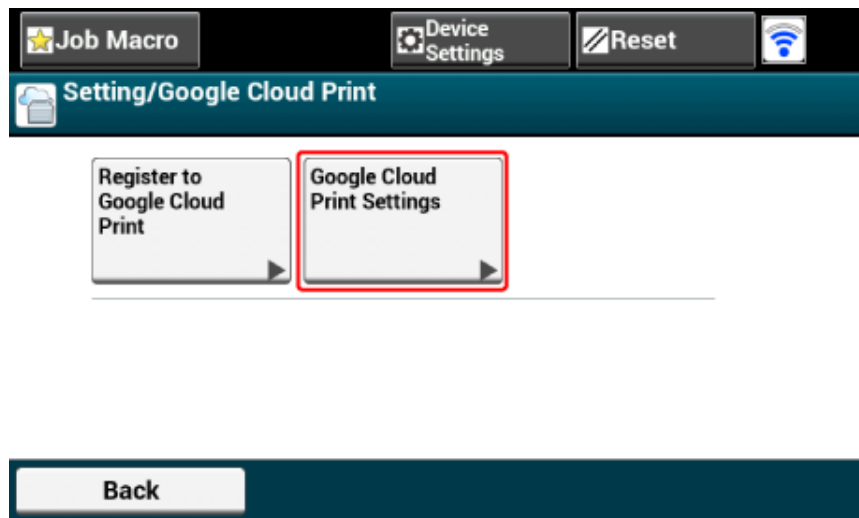 Job Macro
Device
Settings
Reset
Setting/Google Cloud Print
Register to
Google Cloud
Print
Google Cloud
Print Settings
Back